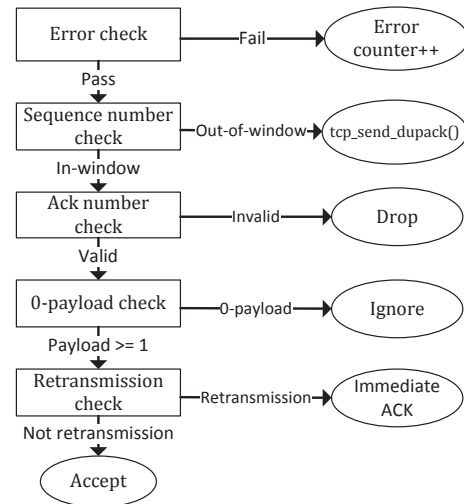 Error check
Fail
Error
counter++
Pass
Sequence number
check
Out-of-window
tcp_send_dupack()
In-window
Ack number
check
Invalid
Drop
Valid
0-payload check
0-payload
Ignore
Payload >= 1
Retransmission
check
Retransmission
Immediate
ACK
Not retransmission
Accept